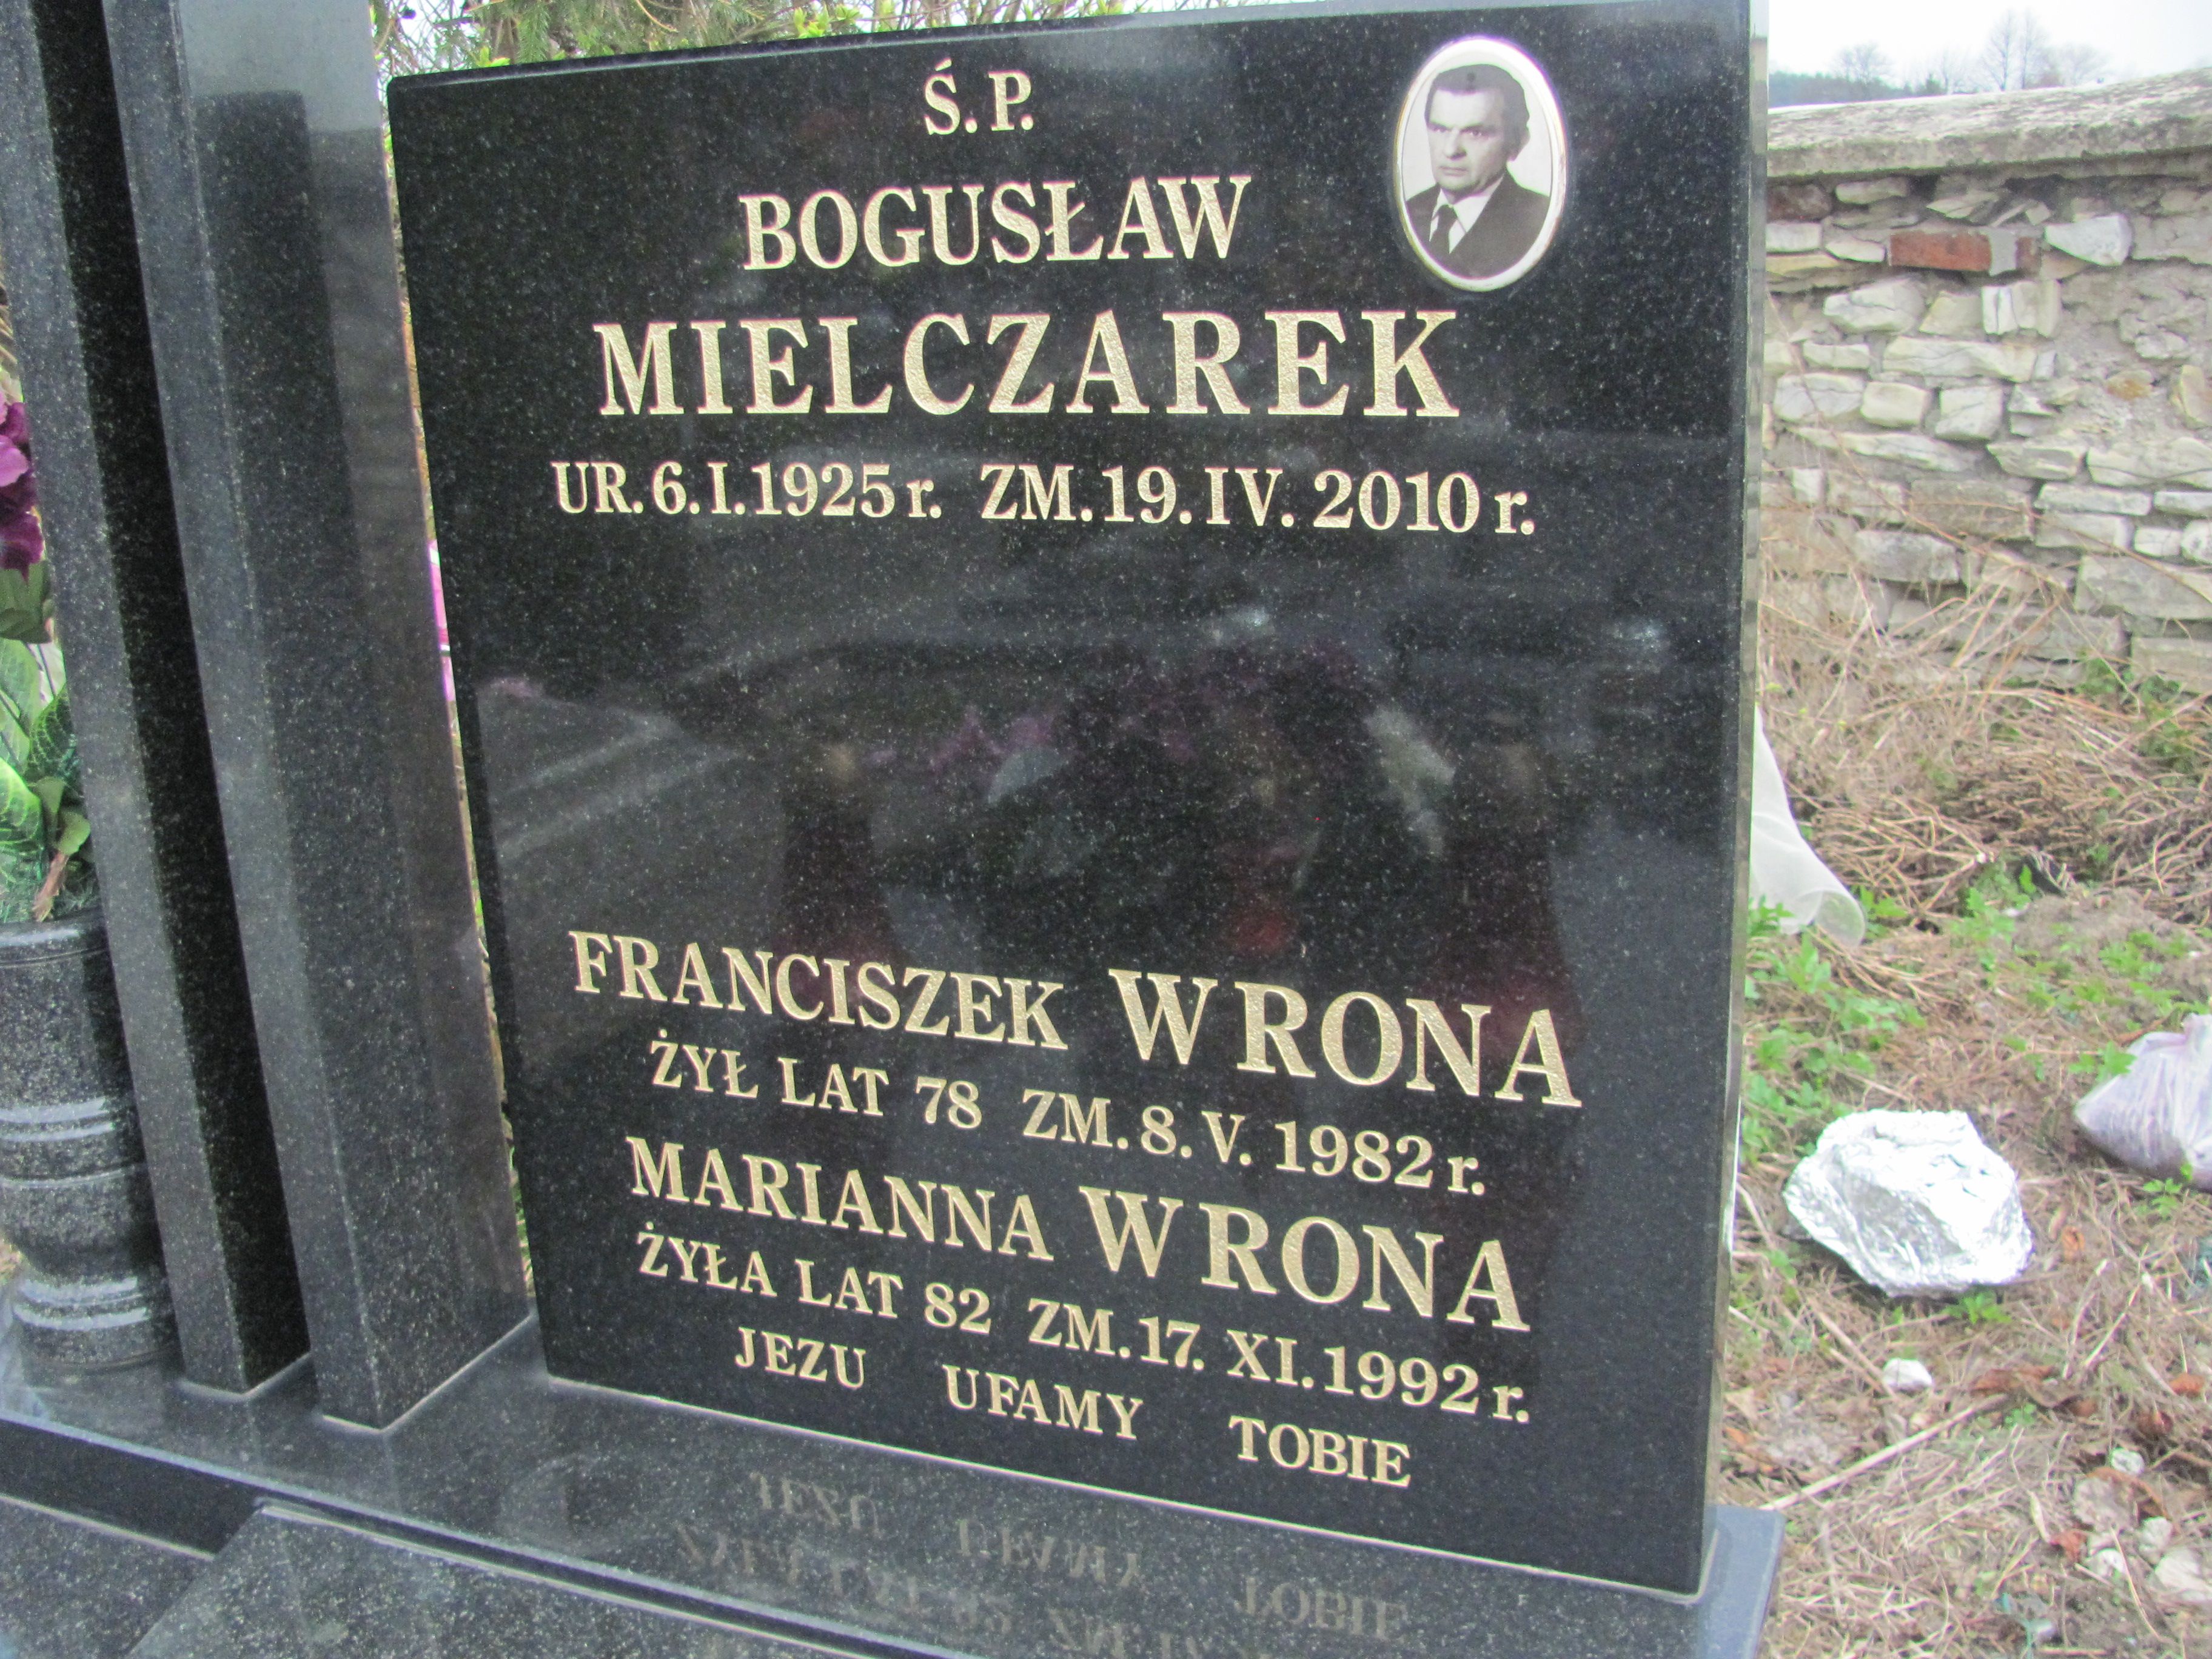 Ś. P.
BOGUSŁAW
MIELCZAREK
UR. 6. I. 1925 r. ZM. 19. IV. 2010 r.
FRANCISZEK WRONA
ŻYŁ LAT 78 ZM. 8. V. 1982 r.
MARIANNA WRONA
ŻYŁA LAT 82 ZM. 17. XI. 1992 r.
JEZU UFAMY TOBIE